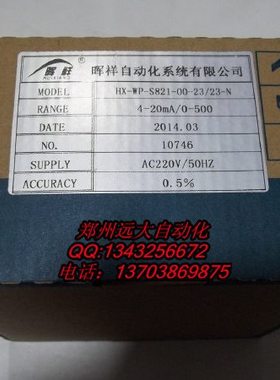 晖祥
HUIXIANG
晖祥自动化系统有限公司
MODEL HX-WP-S821-00-23/23-N
RANGE 4-20mA/0-500
DATE 2014.03
NO. 10746
SUPPLY AC220V/50HZ
ACCURACY 0.5%
郑州远大自动化
QQ:1343256672
电话：13703869875